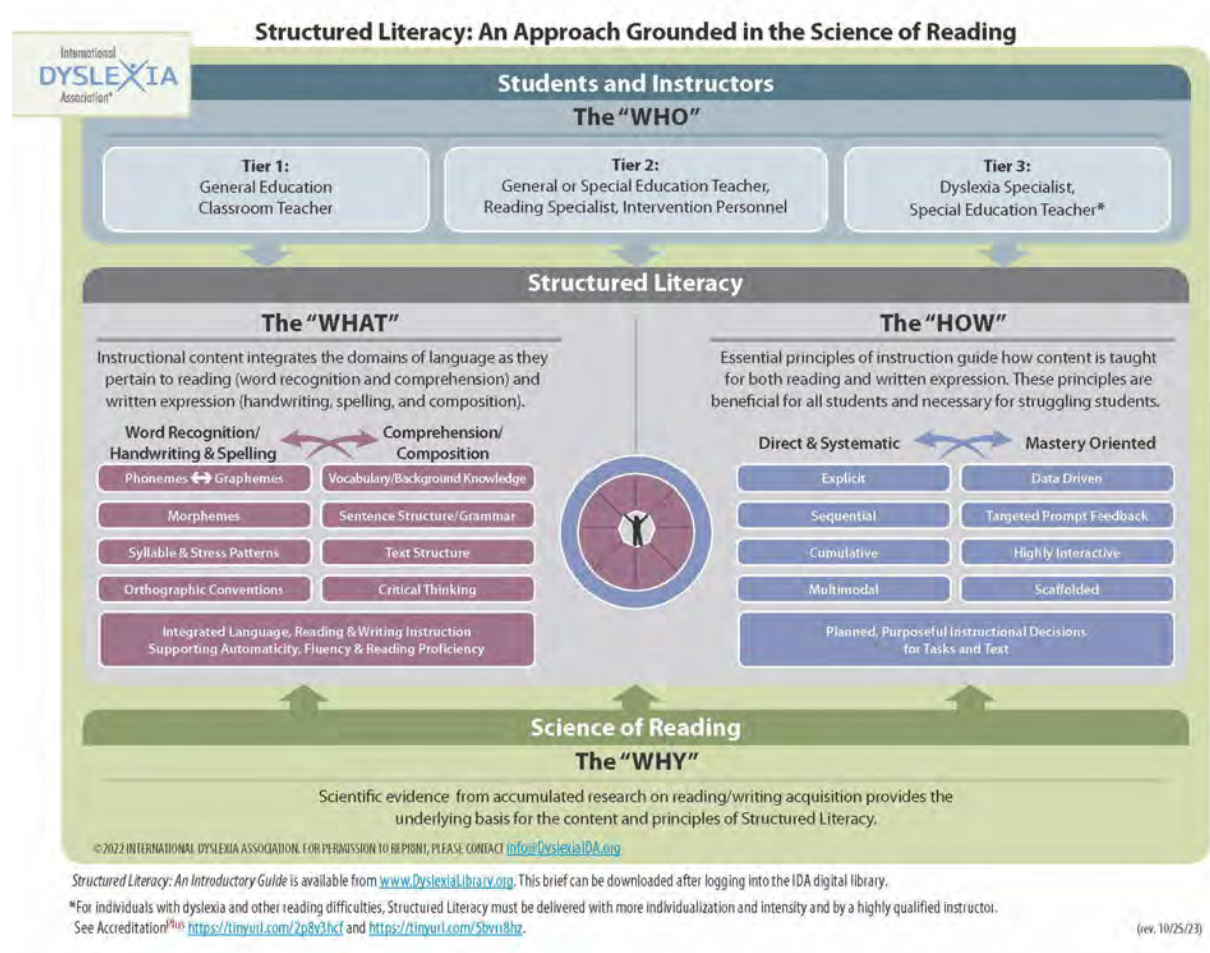 Structured Literacy: An Approach Grounded in the Science of Reading
International
DYSLEXIA
Association®
Students and Instructors
The “WHO”
Tier 1:
General Education
Classroom Teacher
Tier 2:
General or Special Education Teacher,
Reading Specialist, Intervention Personnel
Tier 3:
Dyslexia Specialist,
Special Education Teacher*
Structured Literacy
The “WHAT”
Instructional content integrates the domains of language as they
pertain to reading (word recognition and comprehension) and
written expression (handwriting, spelling, and composition).
Word Recognition/
Handwriting & Spelling
Comprehension/
Composition
Phonemes ↔ Graphemes
Vocabulary/Background Knowledge
Morphemes
Sentence Structure/Grammar
Syllable & Stress Patterns
Text Structure
Orthographic Conventions
Critical Thinking
Integrated Language, Reading & Writing Instruction
Supporting Automaticity, Fluency & Reading Proficiency
The “HOW”
Essential principles of instruction guide how content is taught
for both reading and written expression. These principles are
beneficial for all students and necessary for struggling students.
Direct & Systematic
Mastery Oriented
Explicit
Data Driven
Sequential
Targeted Prompt Feedback
Cumulative
Highly Interactive
Multimodal
Scaffolded
Planned, Purposeful Instructional Decisions
for Tasks and Text
Science of Reading
The “WHY”
Scientific evidence from accumulated research on reading/writing acquisition provides the
underlying basis for the content and principles of Structured Literacy.
©2022 INTERNATIONAL DYSLEXIA ASSOCIATION. FOR PERMISSION TO REPRINT, PLEASE CONTACT info@DyslexiaIDA.org
Structured Literacy: An Introductory Guide is available from www.DyslexiaLibrary.org. This brief can be downloaded after logging into the IDA digital library.
*For individuals with dyslexia and other reading difficulties, Structured Literacy must be delivered with more individualization and intensity and by a highly qualified instructor.
See AccreditationPlus https://tinyurl.com/2p8v3hcf and
(rev. 10/25/23)